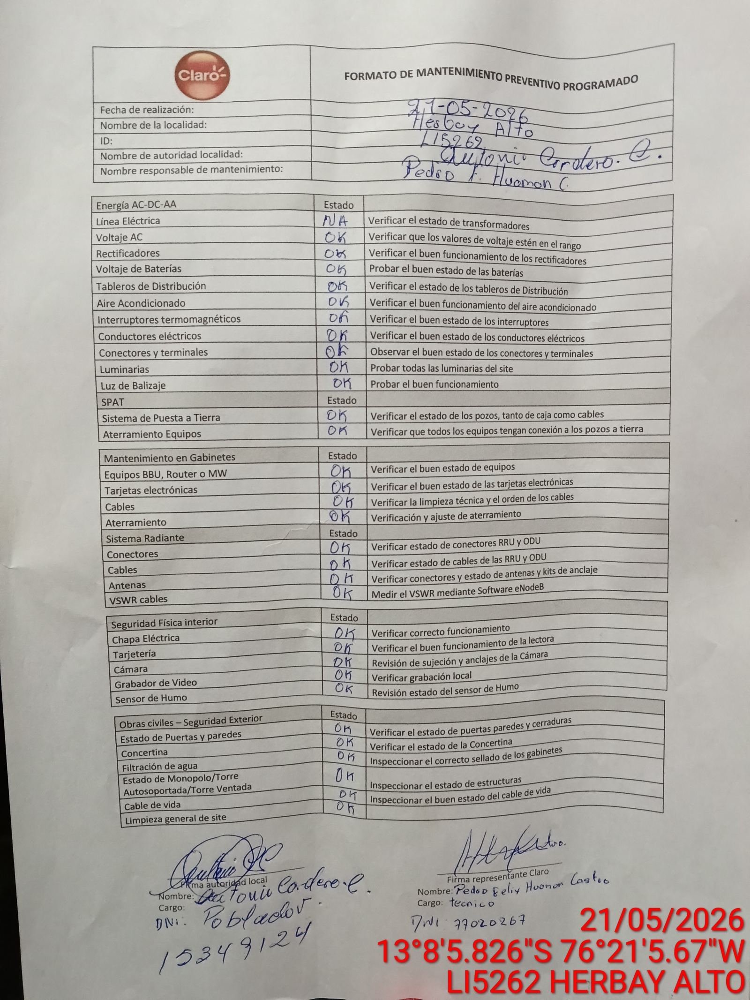 Claro
FORMATO DE MANTENIMIENTO PREVENTIVO PROGRAMADO
Fecha de realización: 21-05-2026
Nombre de la localidad: Herbay Alto
ID: LI5262
Nombre de autoridad localidad: Antonio Cordero. C.
Nombre responsable de mantenimiento: Pedro F. Huaman C.
Energía AC-DC-AA Estado
Línea Eléctrica NA Verificar el estado de transformadores
Voltaje AC OK Verificar que los valores de voltaje estén en el rango
Rectificadores OK Verificar el buen funcionamiento de los rectificadores
Voltaje de Baterías OK Probar el buen estado de las baterías
Tableros de Distribución OK Verificar el estado de los tableros de Distribución
Aire Acondicionado OK Verificar el buen funcionamiento del aire acondicionado
Interruptores termomagnéticos OK Verificar el buen estado de los interruptores
Conductores eléctricos OK Verificar el buen estado de los conductores eléctricos
Conectores y terminales OK Observar el buen estado de los conectores y terminales
Luminarias OK Probar todas las luminarias del site
Luz de Balizaje OK Probar el buen funcionamiento
SPAT Estado
Sistema de Puesta a Tierra OK Verificar el estado de los pozos, tanto de caja como cables
Aterramiento Equipos OK Verificar que todos los equipos tengan conexión a los pozos a tierra
Mantenimiento en Gabinetes Estado
Equipos BBU, Router o MW OK Verificar el buen estado de equipos
Tarjetas electrónicas OK Verificar el buen estado de las tarjetas electrónicas
Cables OK Verificar la limpieza técnica y el orden de los cables
Aterramiento OK Verificación y ajuste de aterramiento
Sistema Radiante Estado
Conectores OK Verificar estado de conectores RRU y ODU
Cables OK Verificar estado de cables de las RRU y ODU
Antenas OK Verificar conectores y estado de antenas y kits de anclaje
VSWR cables OK Medir el VSWR mediante Software eNodeB
Seguridad Física interior Estado
Chapa Eléctrica OK Verificar correcto funcionamiento
Tarjetería OK Verificar el buen funcionamiento de la lectora
Cámara OK Revisión de sujeción y anclajes de la Cámara
Grabador de Video OK Verificar grabación local
Sensor de Humo OK Revisión estado del sensor de Humo
Obras civiles – Seguridad Exterior Estado
Estado de Puertas y paredes OK Verificar el estado de puertas paredes y cerraduras
Concertina OK Verificar el estado de la Concertina
Filtración de agua OK Inspeccionar el correcto sellado de los gabinetes
Estado de Monopolo/Torre
Autosoportada/Torre Ventada OK Inspeccionar el estado de estructuras
Cable de vida OK Inspeccionar el buen estado del cable de vida
Limpieza general de site OK
Firma autoridad local
Nombre: Antonio Cordero. C.
Cargo: Poblador.
DNI:
15349124
Firma representante Claro
Nombre: Pedro Felix Huaman Castro
Cargo: tecnico
DNI: 77020267
21/05/2026
13°8'5.826"S 76°21'5.67"W
LI5262 HERBAY ALTO